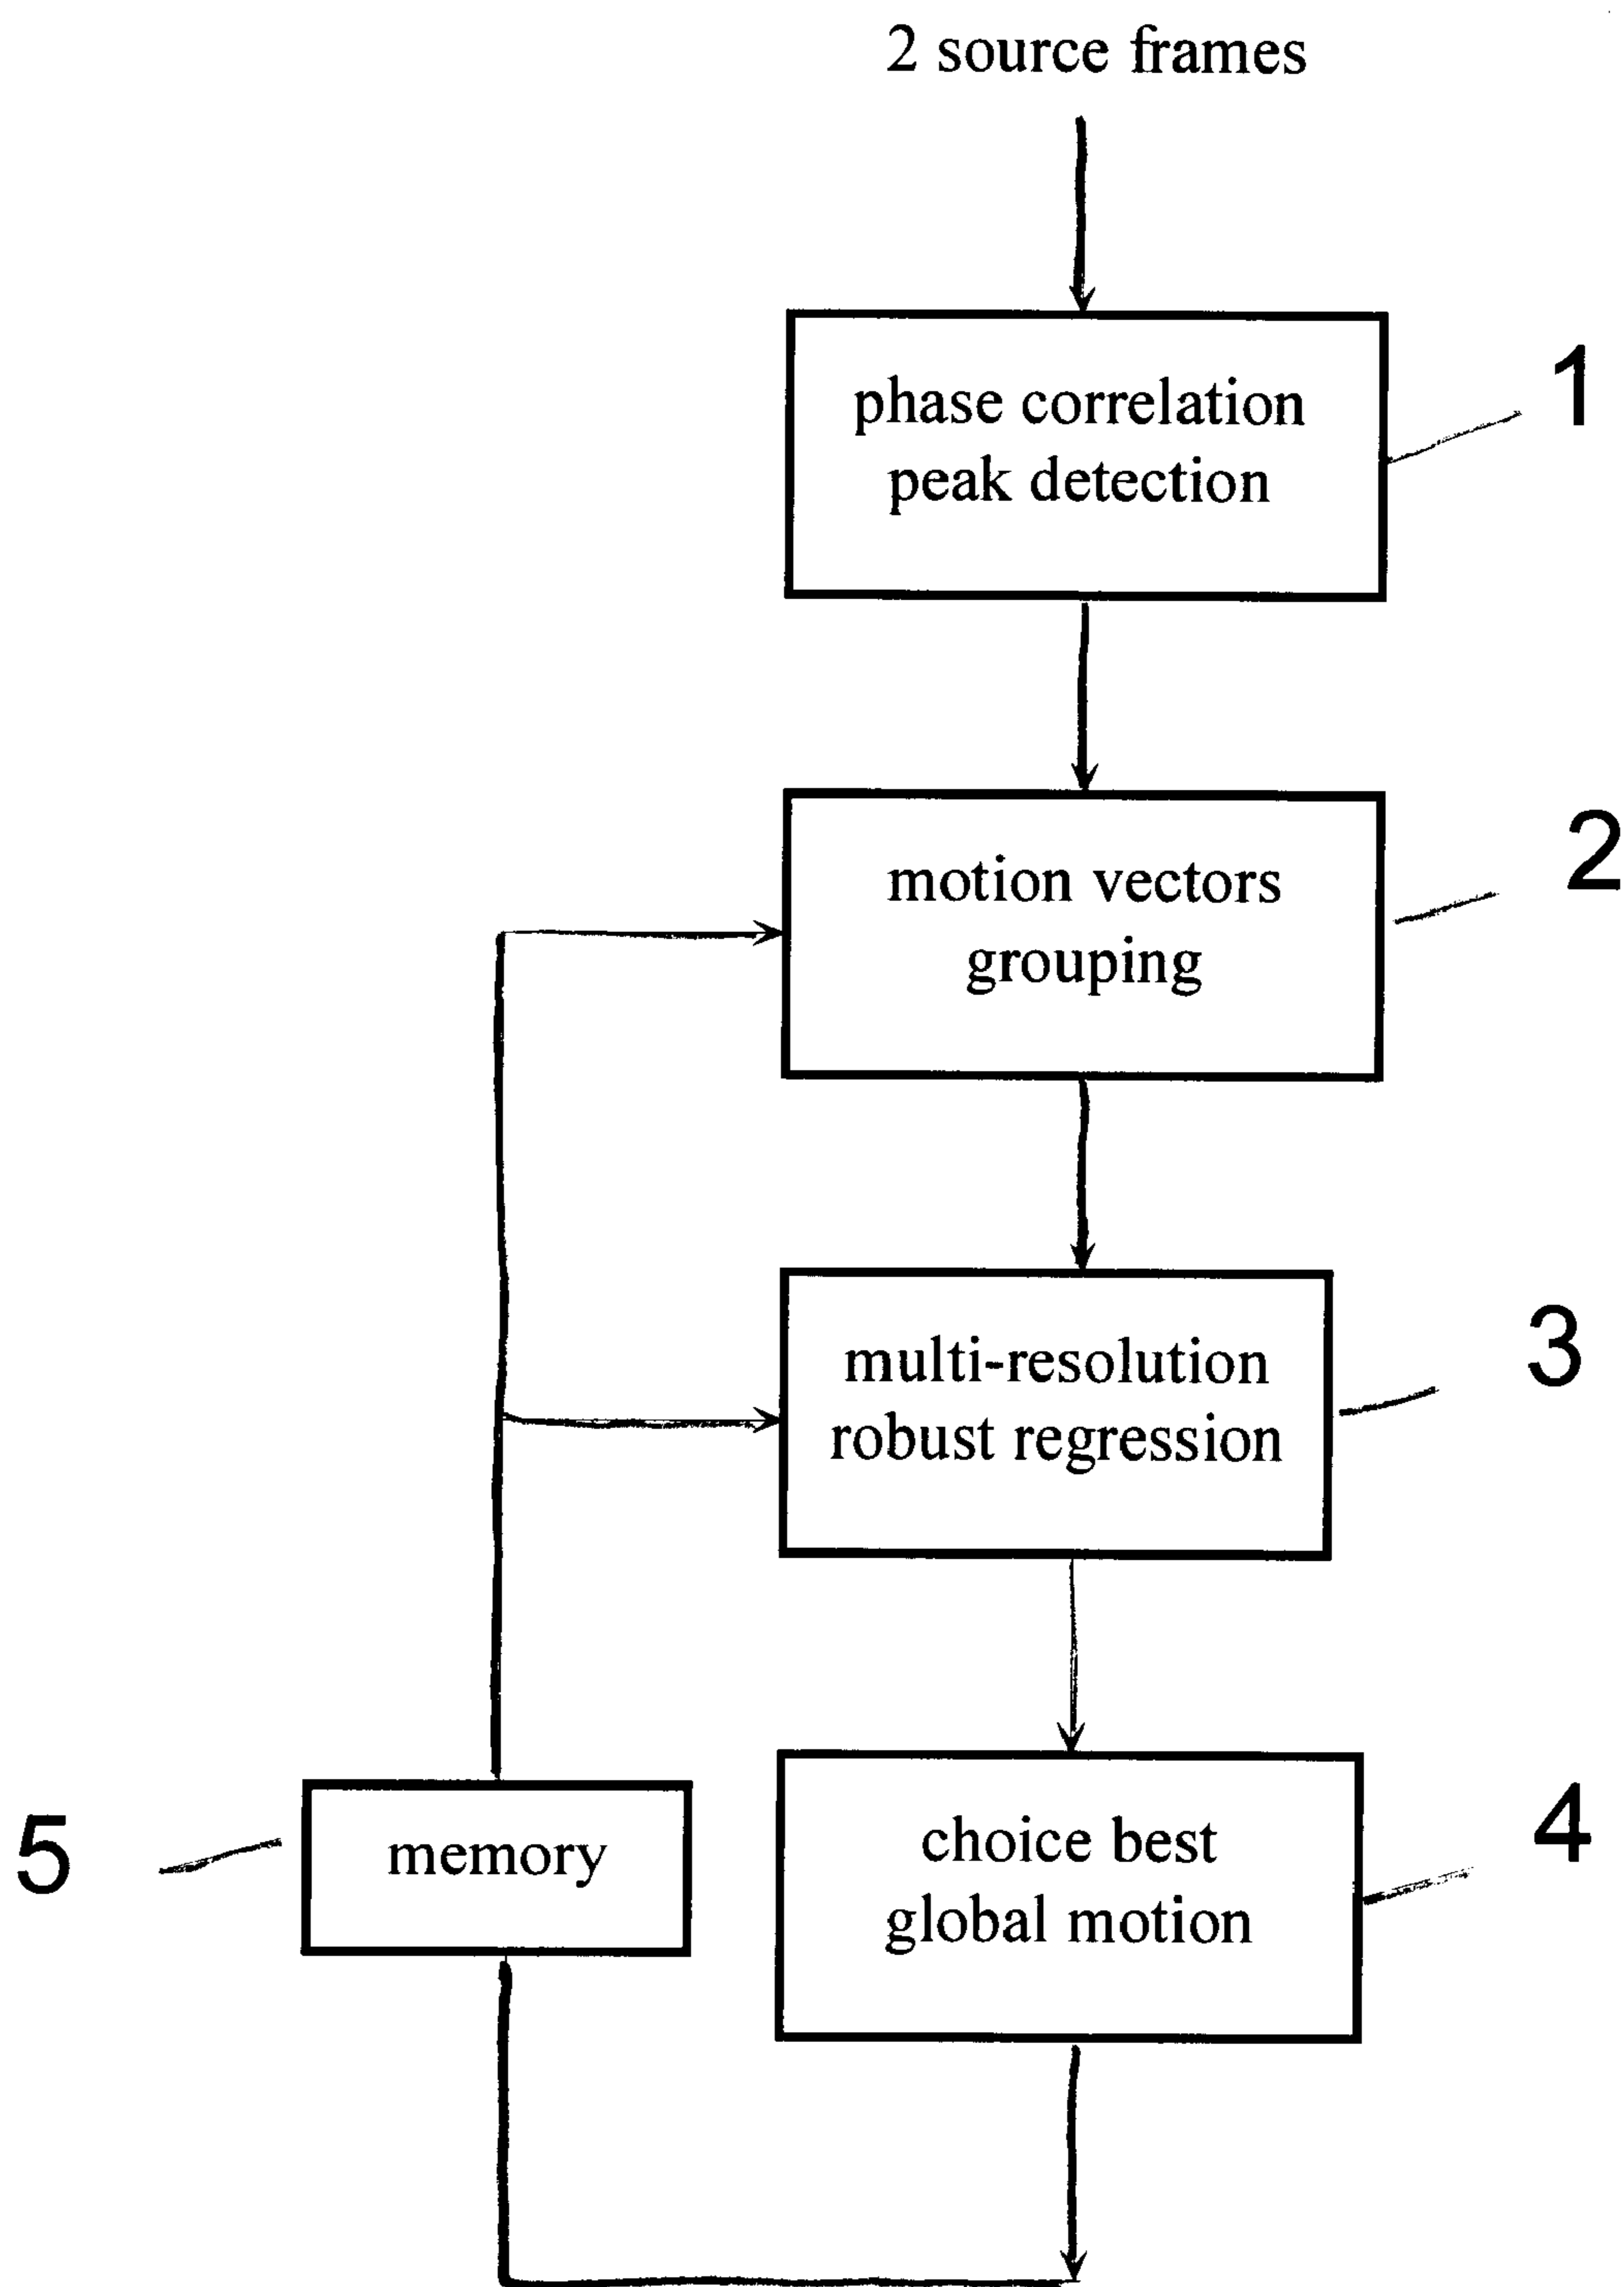 2 source frames
phase correlation
peak detection
1
motion vectors
grouping
2
multi-resolution
robust regression
3
choice best
global motion
4
memory
5